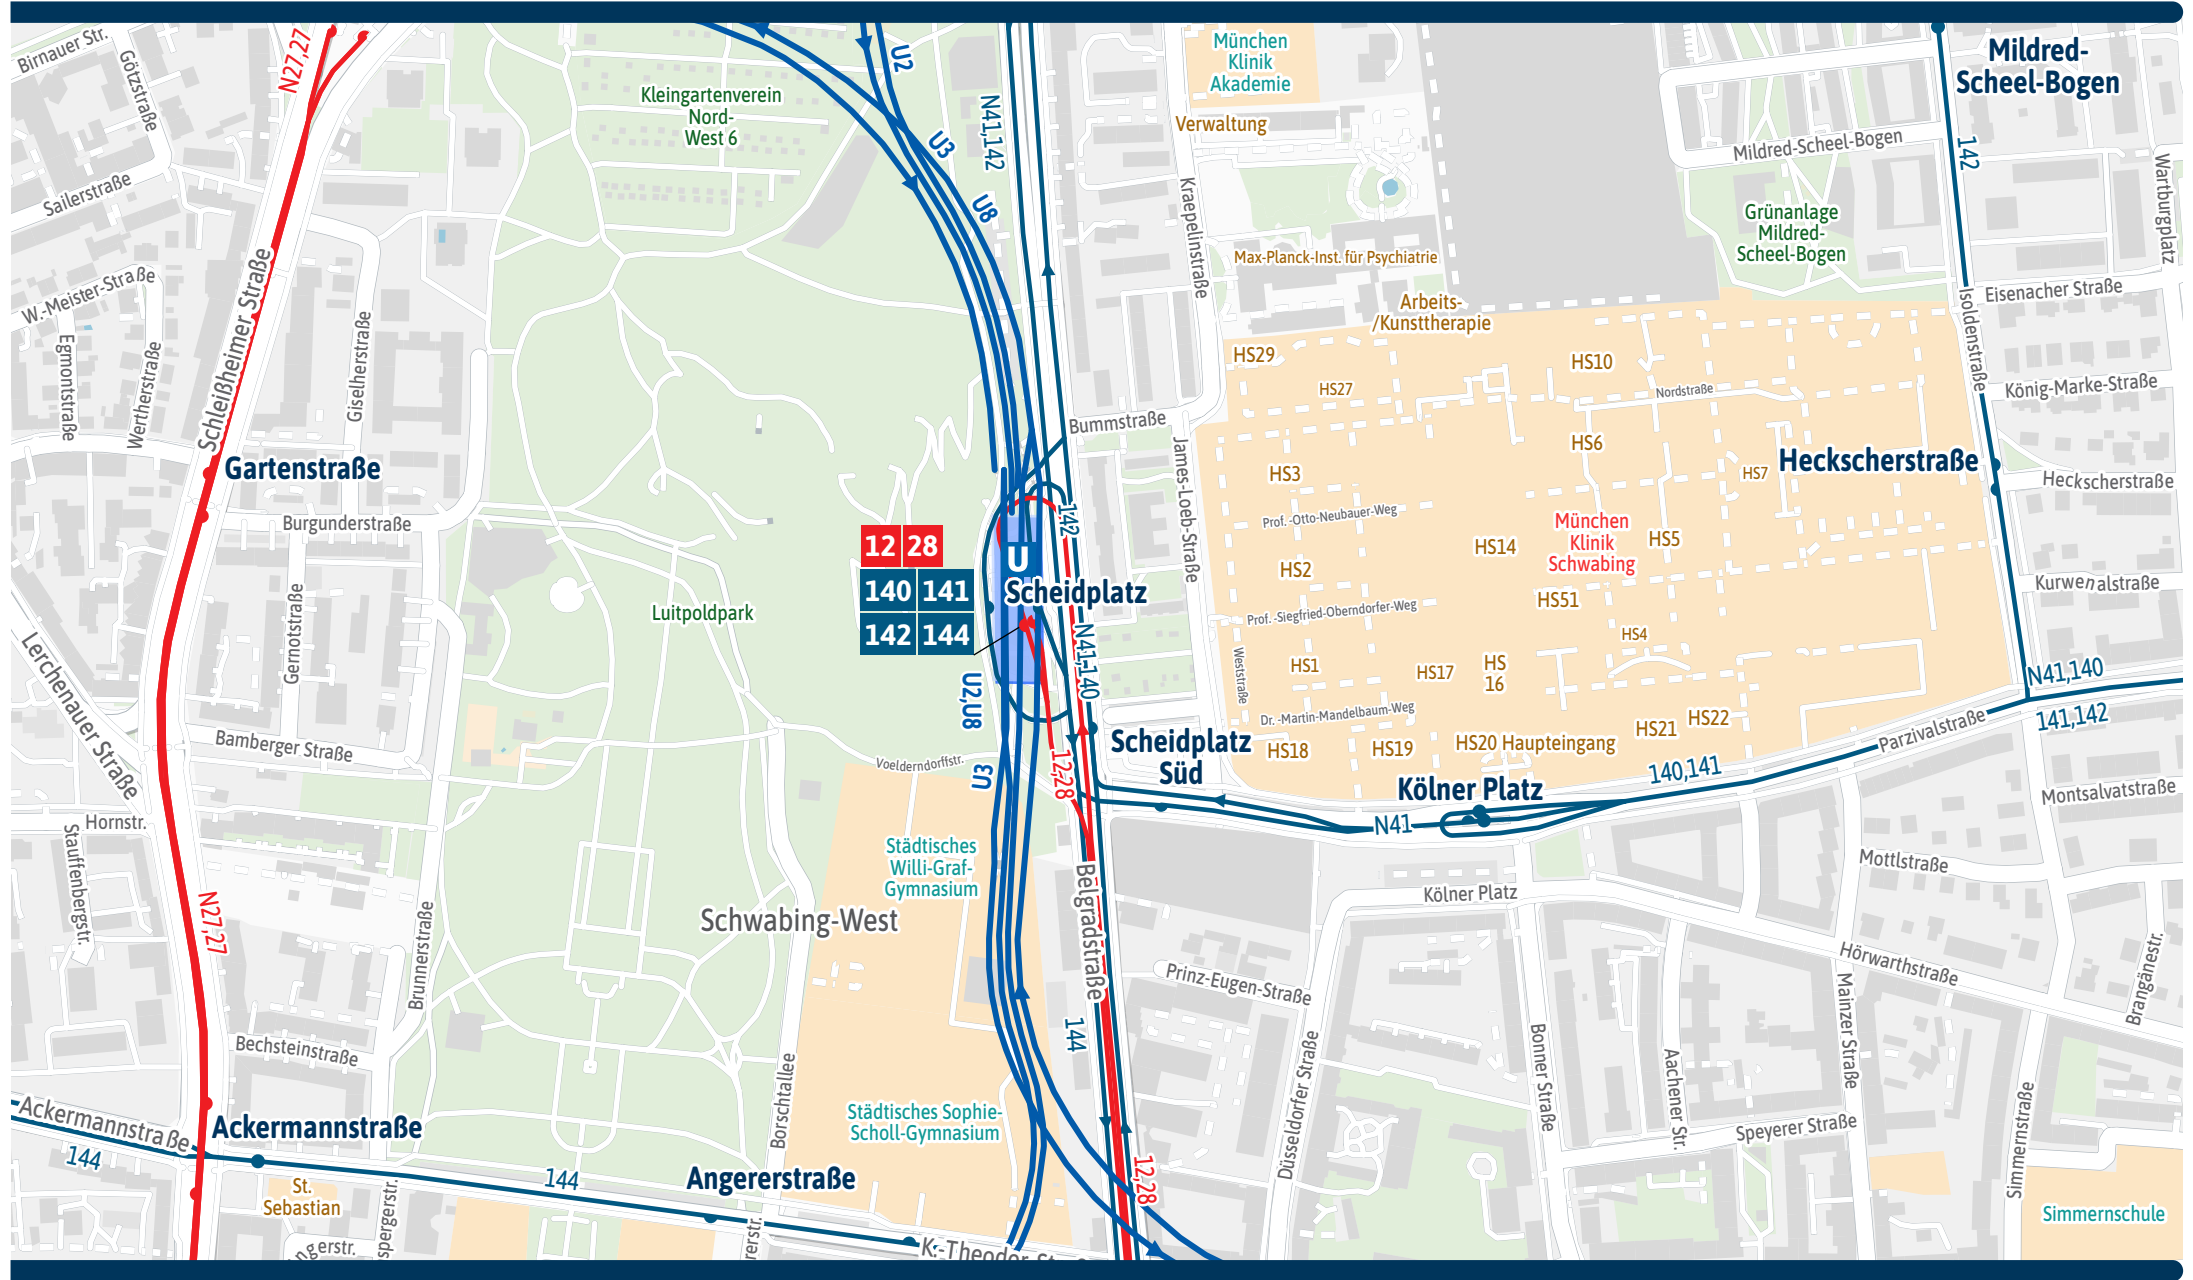 Birnauer Str.
Götzstraße
N27,27
U2
U3
U8
N41,142
Kleingartenverein
Nord-
West 6
München
Klinik
Akademie
Verwaltung
Mildred-
Scheel-Bogen
142
Mildred-Scheel-Bogen
Wartburgplatz
Grünanlage
Mildred-
Scheel-Bogen
Sailerstraße
Kraepelinstraße
Max-Planck-Inst. für Psychiatrie
Arbeits-
/Kunsttherapie
Eisenacher Straße
Isoldenstraße
W.-Meister-Straße
Egmontstraße
Wertherstraße
Schleißheimer Straße
Giselherstraße
HS29
HS27
HS10
Nordstraße
König-Marke-Straße
Bummstraße
James-Loeb-Straße
HS3
HS6
HS7
Heckscherstraße
Heckscherstraße
Gartenstraße
Burgunderstraße
Prof.-Otto-Neubauer-Weg
München
Klinik
Schwabing
HS14
HS5
HS2
HS51
12 28
140 141
142 144
U
Scheidplatz
142
N41,140
Kurwenalstraße
Luitpoldpark
Gernotstraße
Prof.-Siegfried-Oberndorfer-Weg
HS4
HS1
HS17
HS
16
Weststraße
Dr.-Martin-Mandelbaum-Weg
HS18
HS19
HS20 Haupteingang
HS21
HS22
N41,140
141,142
Parzivalstraße
Lerchenauer Straße
Bamberger Straße
Voelderndorffstr.
U2,U8
U3
12,28
Scheidplatz
Süd
Kölner Platz
140,141
N41
Montsalvatstraße
Hornstr.
Stauffenbergstr.
Städtisches
Willi-Graf-
Gymnasium
Mottlstraße
Kölner Platz
N27,27
Brunnerstraße
Schwabing-West
Belgradstraße
Prinz-Eugen-Straße
Hörwarthstraße
Brangänestr.
Mainzer Straße
144
Bechsteinstraße
Borschtallee
Düsseldorfer Straße
Bonner Straße
Aachener Str.
Speyerer Straße
Simmernstraße
Städtisches Sophie-
Scholl-Gymnasium
Ackermannstraße
Ackermannstraße
144
144
Angererstraße
12,28
St.
Sebastian
spergerstr.
ngerstr.
rerstr.
K.-Theodor-St
Simmernschule